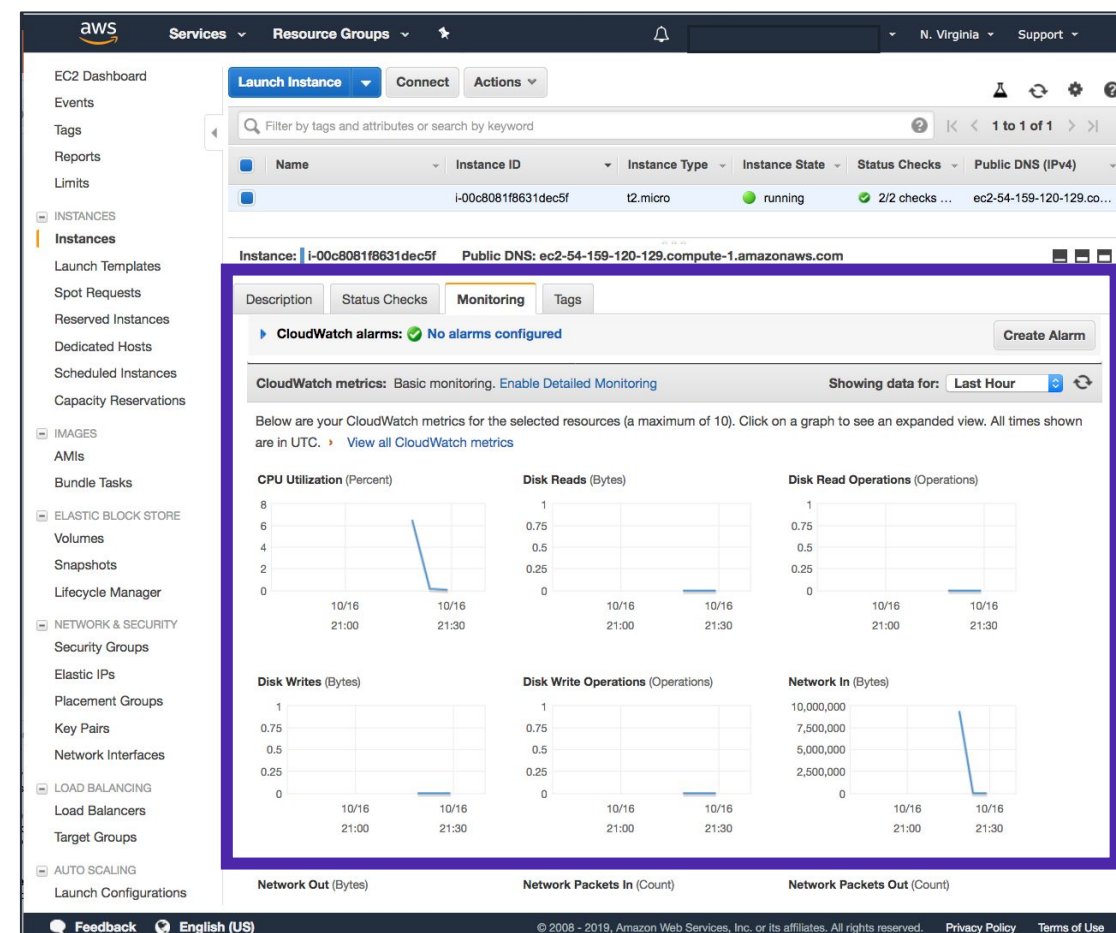 aws Services Resource Groups N. Virginia Support
EC2 Dashboard
Events
Tags
Reports
Limits
INSTANCES
Instances
Launch Templates
Spot Requests
Reserved Instances
Dedicated Hosts
Scheduled Instances
Capacity Reservations
IMAGES
AMIs
Bundle Tasks
ELASTIC BLOCK STORE
Volumes
Snapshots
Lifecycle Manager
NETWORK & SECURITY
Security Groups
Elastic IPs
Placement Groups
Key Pairs
Network Interfaces
LOAD BALANCING
Load Balancers
Target Groups
AUTO SCALING
Launch Configurations
Launch Instance Connect Actions
Filter by tags and attributes or search by keyword 1 to 1 of 1
Name Instance ID Instance Type Instance State Status Checks Public DNS (IPv4)
i-00c8081f8631dec5f t2.micro running 2/2 checks ... ec2-54-159-120-129.co...
Instance: i-00c8081f8631dec5f Public DNS: ec2-54-159-120-129.compute-1.amazonaws.com
Description Status Checks Monitoring Tags
CloudWatch alarms: No alarms configured Create Alarm
CloudWatch metrics: Basic monitoring. Enable Detailed Monitoring Showing data for: Last Hour
Below are your CloudWatch metrics for the selected resources (a maximum of 10). Click on a graph to see an expanded view. All times shown
are in UTC. › View all CloudWatch metrics
CPU Utilization (Percent)
8
6
4
2
0
10/16 10/16
21:00 21:30
Disk Reads (Bytes)
1
0.75
0.5
0.25
0
10/16 10/16
21:00 21:30
Disk Read Operations (Operations)
1
0.75
0.5
0.25
0
10/16 10/16
21:00 21:30
Disk Writes (Bytes)
1
0.75
0.5
0.25
0
10/16 10/16
21:00 21:30
Disk Write Operations (Operations)
1
0.75
0.5
0.25
0
10/16 10/16
21:00 21:30
Network In (Bytes)
10,000,000
7,500,000
5,000,000
2,500,000
0
10/16 10/16
21:00 21:30
Network Out (Bytes) Network Packets In (Count) Network Packets Out (Count)
Feedback English (US) © 2008 - 2019, Amazon Web Services, Inc. or its affiliates. All rights reserved. Privacy Policy Terms of Use